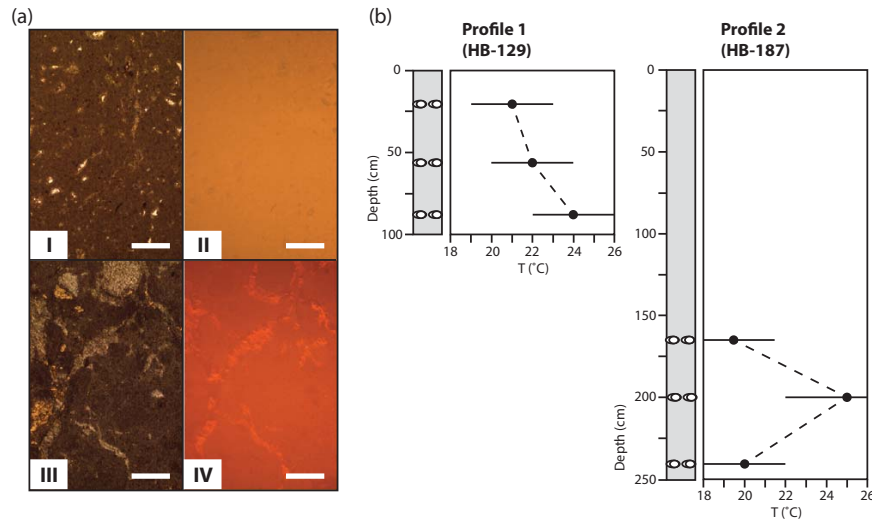 (a)
I
II
III
IV
(b)
Profile 1
(HB-129)
0
50
100
Depth (cm)
18 20 22 24 26
T (˚C)
Profile 2
(HB-187)
0
50
100
150
200
250
Depth (cm)
18 20 22 24 26
T (˚C)